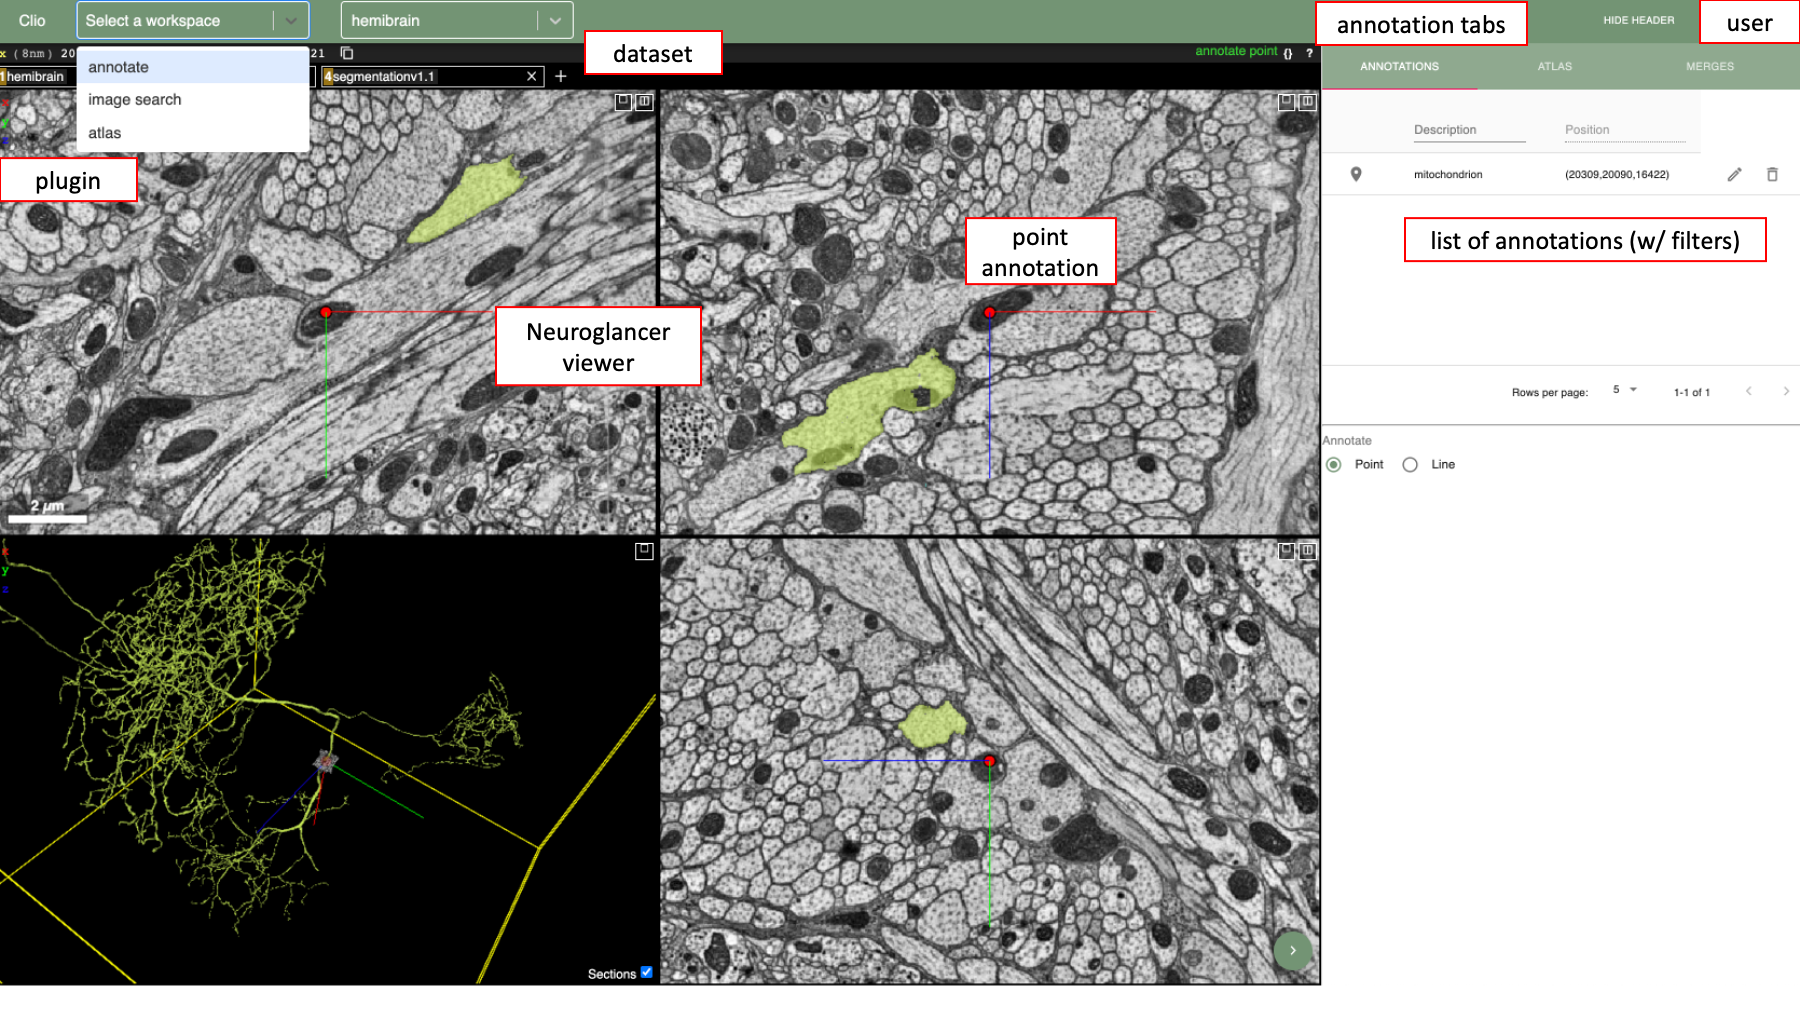 Clio
Select a workspace
hemibrain
annotation tabs
HIDE HEADER
user
x (8nm) 20
21
dataset
annotate point {} ?
annotate
image search
atlas
1hemibrain
4segmentationv1.1
ANNOTATIONS
ATLAS
MERGES
Description
Position
plugin
mitochondrion
(20309,20090,16422)
point
annotation
list of annotations (w/ filters)
Neuroglancer
viewer
Rows per page:
5
1-1 of 1
Annotate
Point
Line
2 µm
x
y
z
Sections